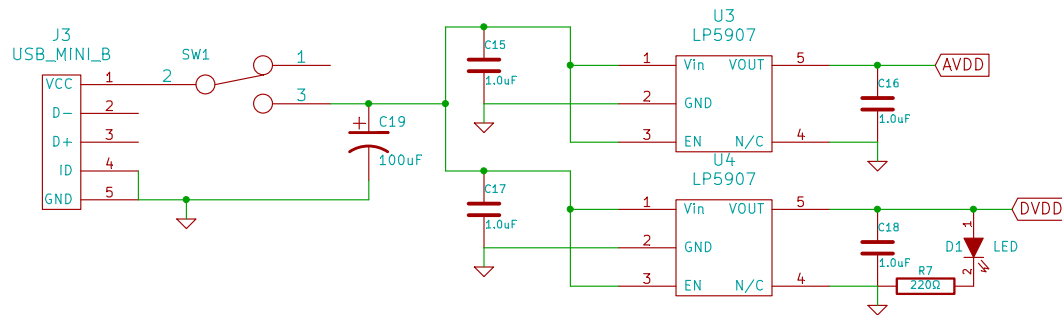 J3
USB_MINI_B
VCC 1
D- 2
D+ 3
ID 4
GND 5
SW1
2
1
3
C19
100uF
C15
1.0uF
U3
LP5907
1 Vin VOUT 5
2 GND
3 EN N/C 4
C16
1.0uF
AVDD
C17
1.0uF
U4
LP5907
1 Vin VOUT 5
2 GND
3 EN N/C 4
C18
1.0uF
DVDD
1
D1 LED
2
R7
220Ω